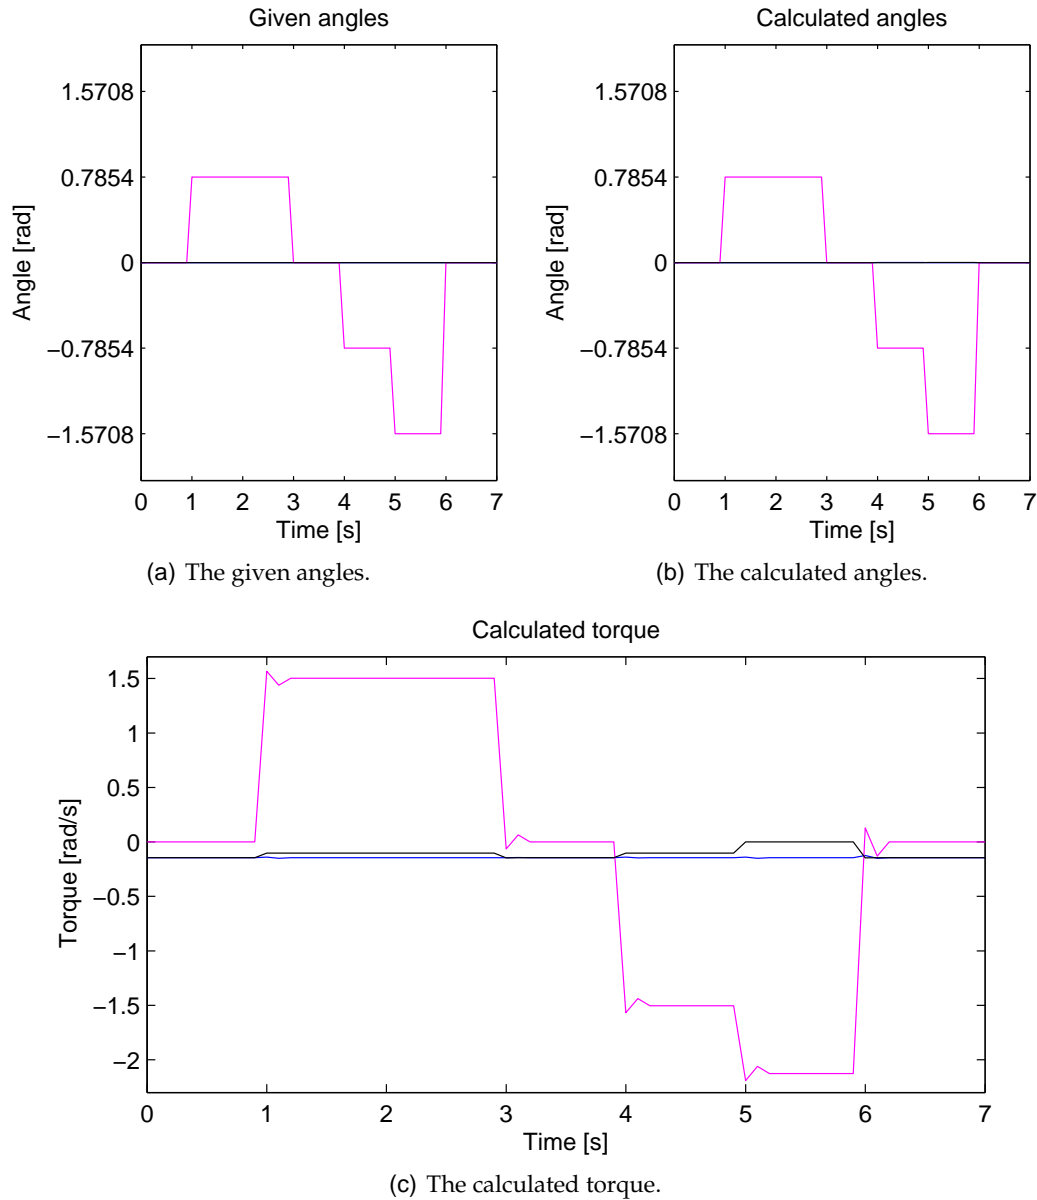 Given angles
Calculated angles
1.5708
0.7854
0
−0.7854
−1.5708
Angle [rad]
0 1 2 3 4 5 6 7
Time [s]
1.5708
0.7854
0
−0.7854
−1.5708
Angle [rad]
0 1 2 3 4 5 6 7
Time [s]
(a) The given angles.
(b) The calculated angles.
Calculated torque
1.5
1
0.5
0
−0.5
−1
−1.5
−2
Torque [rad/s]
0 1 2 3 4 5 6 7
Time [s]
(c) The calculated torque.